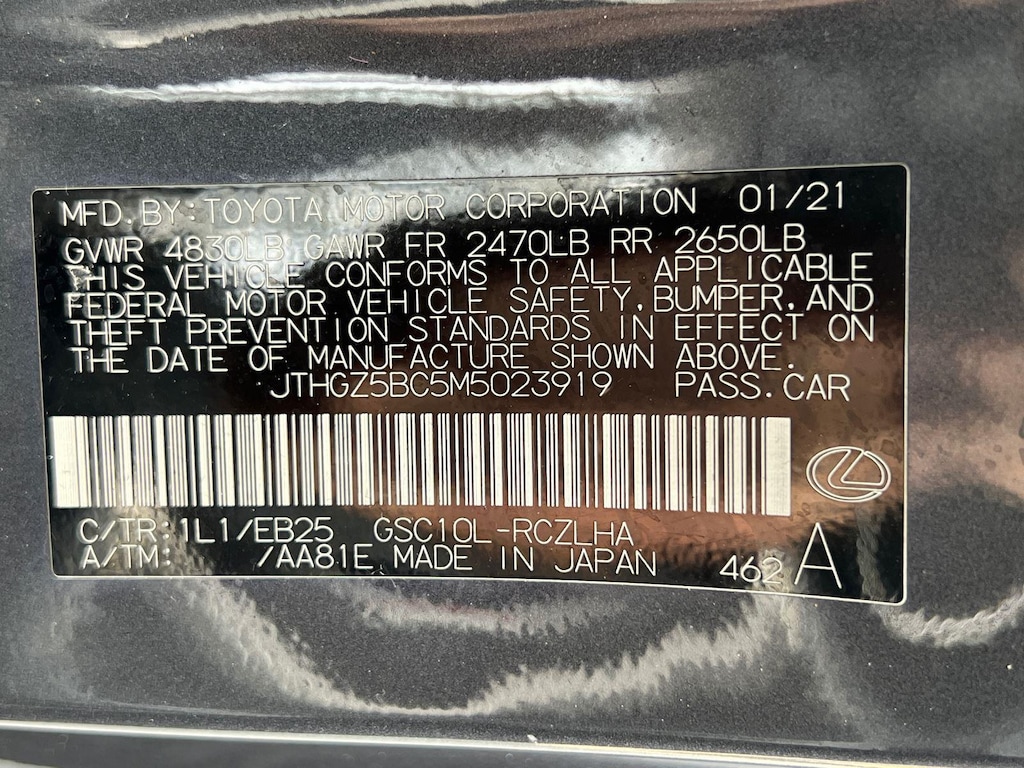 MFD. BY: TOYOTA MOTOR CORPORATION 01/21
GVWR 4830LB GAWR FR 2470LB RR 2650LB
THIS VEHICLE CONFORMS TO ALL APPLICABLE
FEDERAL MOTOR VEHICLE SAFETY, BUMPER, AND
THEFT PREVENTION STANDARDS IN EFFECT ON
THE DATE OF MANUFACTURE SHOWN ABOVE.
JTHGZ5BC5M5023919 PASS. CAR
C/TR: 1L1/EB25 GSC10L-RCZLHA
A/TM: /AA81E MADE IN JAPAN 462 A